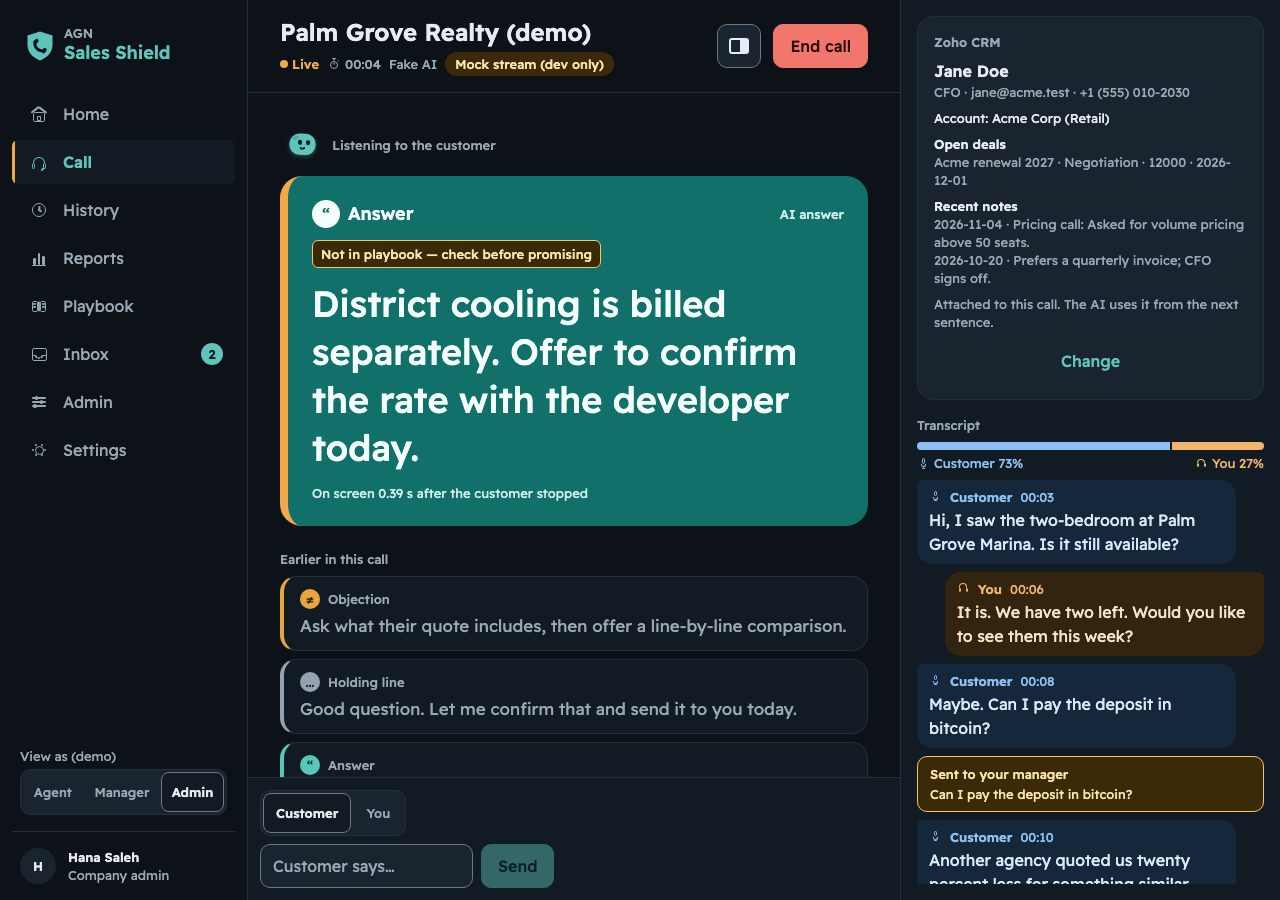 AGN
Sales Shield
Home
Call
History
Reports
Playbook
Inbox
2
Admin
Settings
View as (demo)
Agent
Manager
Admin
H
Hana Saleh
Company admin
Palm Grove Realty (demo)
Live
00:04
Fake AI
Mock stream (dev only)
End call
Listening to the customer
“
Answer
AI answer
Not in playbook — check before promising
District cooling is billed
separately. Offer to confirm
the rate with the developer
today.
On screen 0.39 s after the customer stopped
Earlier in this call
≠
Objection
Ask what their quote includes, then offer a line-by-line comparison.
…
Holding line
Good question. Let me confirm that and send it to you today.
“
Answer
Customer
You
Customer says…
Send
Zoho CRM
Jane Doe
CFO · jane@acme.test · +1 (555) 010-2030
Account: Acme Corp (Retail)
Open deals
Acme renewal 2027 · Negotiation · 12000 · 2026-
12-01
Recent notes
2026-11-04 · Pricing call: Asked for volume pricing
above 50 seats.
2026-10-20 · Prefers a quarterly invoice; CFO
signs off.
Attached to this call. The AI uses it from the next
sentence.
Change
Transcript
Customer 73%
You 27%
Customer 00:03
Hi, I saw the two-bedroom at Palm
Grove Marina. Is it still available?
You 00:06
It is. We have two left. Would you like
to see them this week?
Customer 00:08
Maybe. Can I pay the deposit in
bitcoin?
Sent to your manager
Can I pay the deposit in bitcoin?
Customer 00:10
Another agency quoted us twenty
percent less for something similar